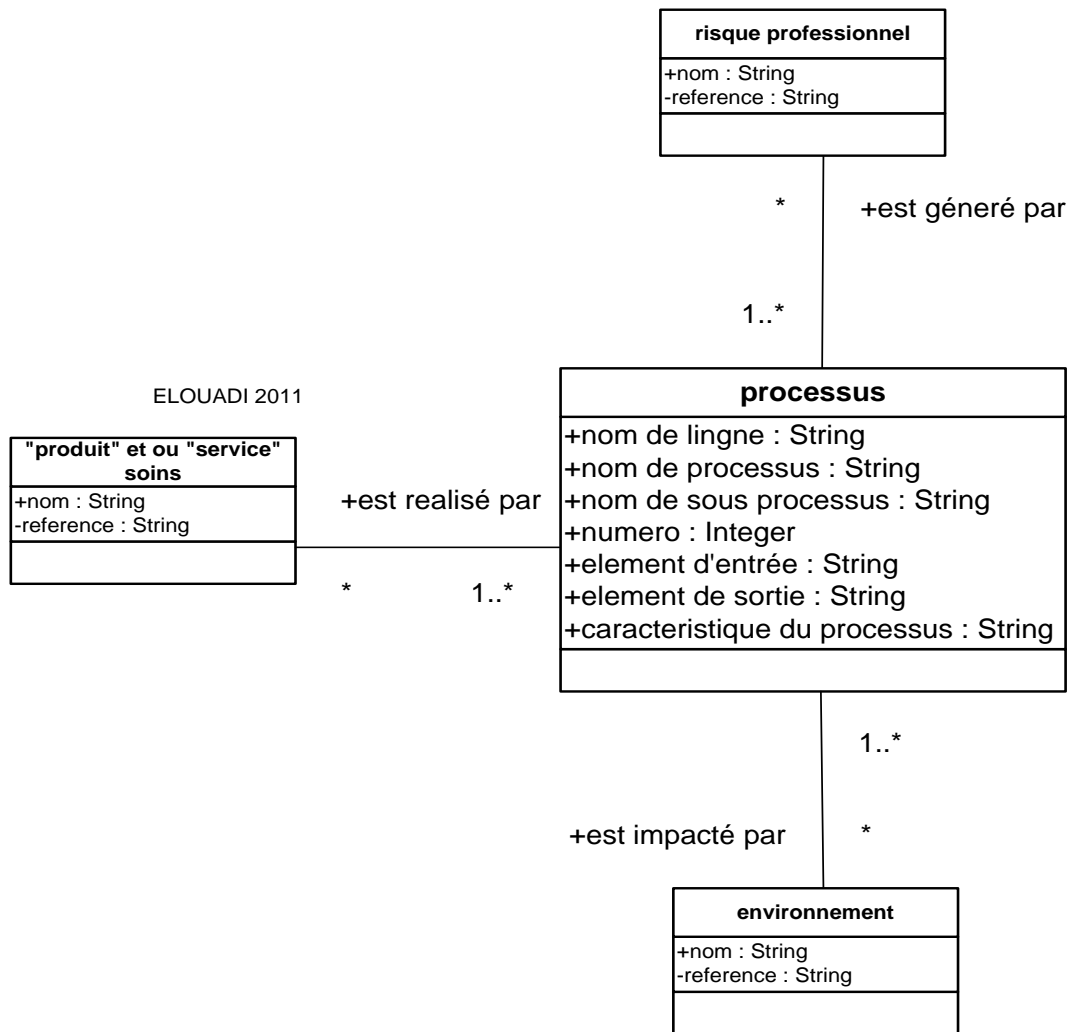 risque professionnel
+nom : String
-reference : String
*
+est géneré par
1..*
ELOUADI 2011
"produit" et ou "service"
soins
+nom : String
-reference : String
+est realisé par
*
1..*
processus
+nom de lingne : String
+nom de processus : String
+nom de sous processus : String
+numero : Integer
+element d'entrée : String
+element de sortie : String
+caracteristique du processus : String
1..*
+est impacté par
*
environnement
+nom : String
-reference : String